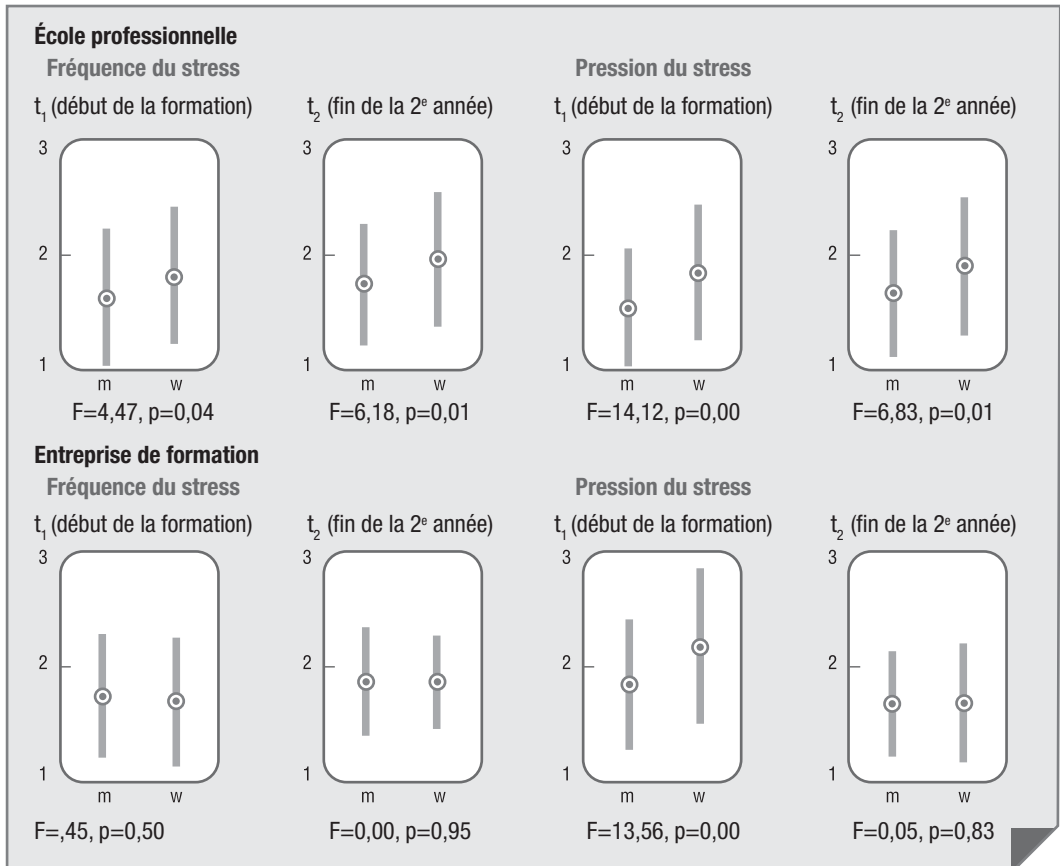 École professionnelle
Fréquence du stress Pression du stress
t1 (début de la formation) t2 (fin de la 2e année) t1 (début de la formation) t2 (fin de la 2e année)
3 3 3 3
2 2 2 2
1 1 1 1
m w m w m w m w
F=4,47, p=0,04 F=6,18, p=0,01 F=14,12, p=0,00 F=6,83, p=0,01
Entreprise de formation
Fréquence du stress Pression du stress
t1 (début de la formation) t2 (fin de la 2e année) t1 (début de la formation) t2 (fin de la 2e année)
3 3 3 3
2 2 2 2
1 1 1 1
m w m w m w m w
F=,45, p=0,50 F=0,00, p=0,95 F=13,56, p=0,00 F=0,05, p=0,83